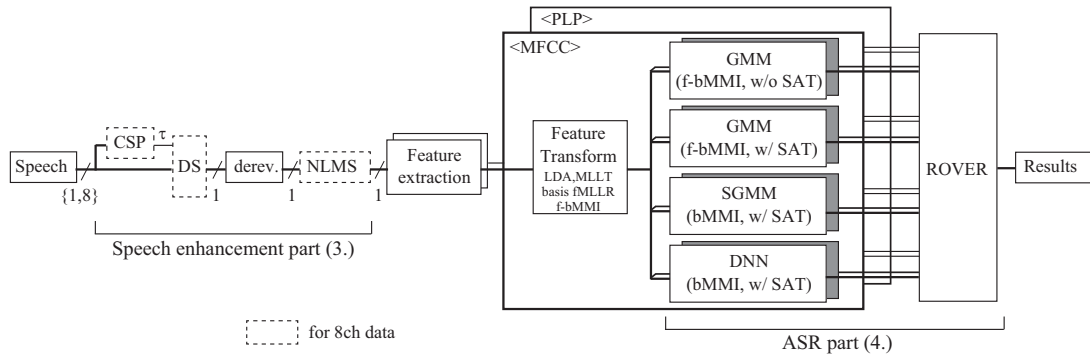 <PLP>
<MFCC>
GMM
(f-bMMI, w/o SAT)
GMM
(f-bMMI, w/ SAT)
SGMM
(bMMI, w/ SAT)
DNN
(bMMI, w/ SAT)
Speech
{1,8}
CSP
τ
DS
1
derev.
1
NLMS
1
Feature
extraction
Feature
Transform
LDA,MLLT
basis fMLLR
f-bMMI
ROVER
Results
Speech enhancement part (3.)
for 8ch data
ASR part (4.)